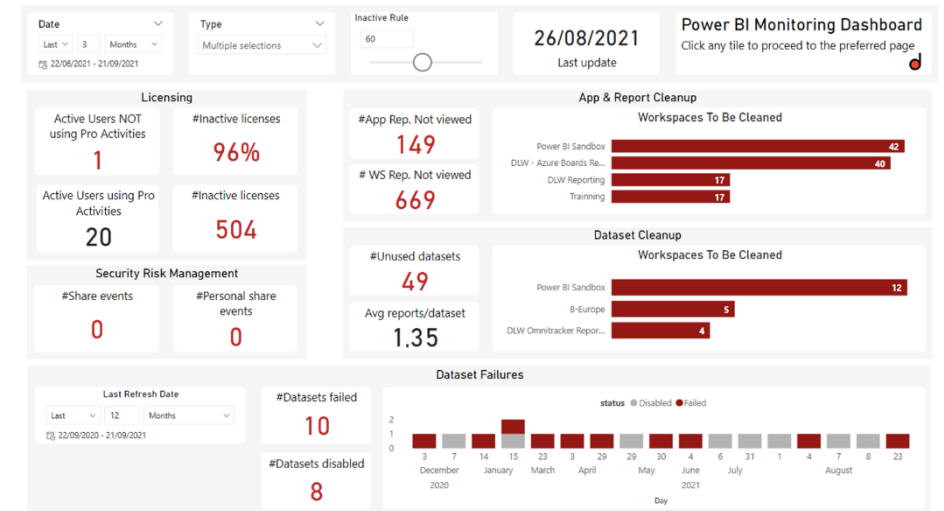 Date
Last 3 Months
22/06/2021 - 21/09/2021
Type
Multiple selections
Inactive Rule
60
26/08/2021
Last update
Power BI Monitoring Dashboard
Click any tile to proceed to the preferred page
d
Licensing
Active Users NOT
using Pro Activities
1
#Inactive licenses
96%
Active Users using Pro
Activities
20
#Inactive licenses
504
Security Risk Management
#Share events
0
#Personal share
events
0
App & Report Cleanup
#App Rep. Not viewed
149
# WS Rep. Not viewed
669
Workspaces To Be Cleaned
Power BI Sandbox 42
DLW - Azure Boards Re... 40
DLW Reporting 17
Trainning 17
Dataset Cleanup
#Unused datasets
49
Avg reports/dataset
1,35
Workspaces To Be Cleaned
Power BI Sandbox 12
B-Europe 5
DLW Omnitracker Repor... 4
Dataset Failures
Last Refresh Date
Last 12 Months
22/09/2020 - 21/09/2021
#Datasets failed
10
#Datasets disabled
8
status Disabled Failed
2
1
0
3 7 14 15 23 3 29 29 30 4 6 31 1 4 7 8 23
December January March April May June July August
2020 2021
Day